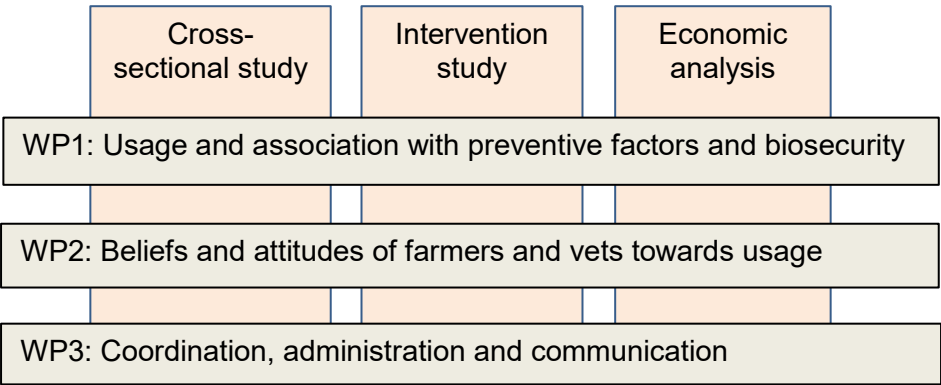 Cross-
sectional study
Intervention
study
Economic
analysis
WP1: Usage and association with preventive factors and biosecurity
WP2: Beliefs and attitudes of farmers and vets towards usage
WP3: Coordination, administration and communication